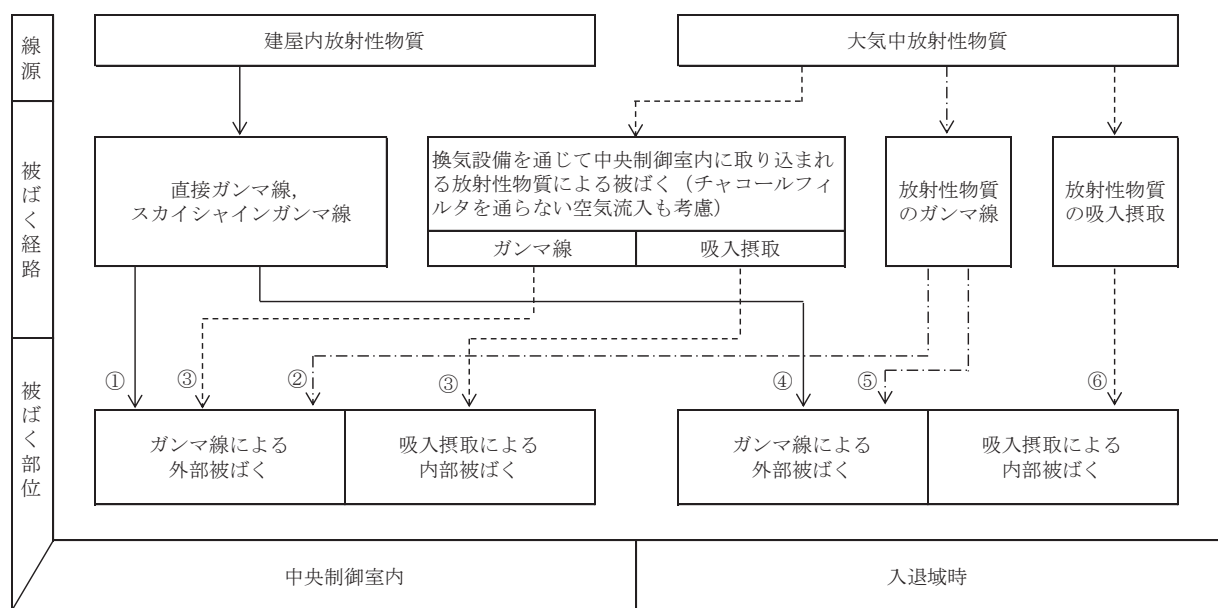 線源
建屋内放射性物質
大気中放射性物質
被ばく経路
直接ガンマ線,
スカイシャインガンマ線
換気設備を通じて中央制御室内に取り込まれ
る放射性物質による被ばく（チャコールフィ
ルタを通らない空気流入も考慮）
ガンマ線
吸入摂取
放射性物質
のガンマ線
放射性物質
の吸入摂取
被ばく部位
①
③
②
③
④
⑤
⑥
ガンマ線による
外部被ばく
吸入摂取による
内部被ばく
ガンマ線による
外部被ばく
吸入摂取による
内部被ばく
中央制御室内
入退域時